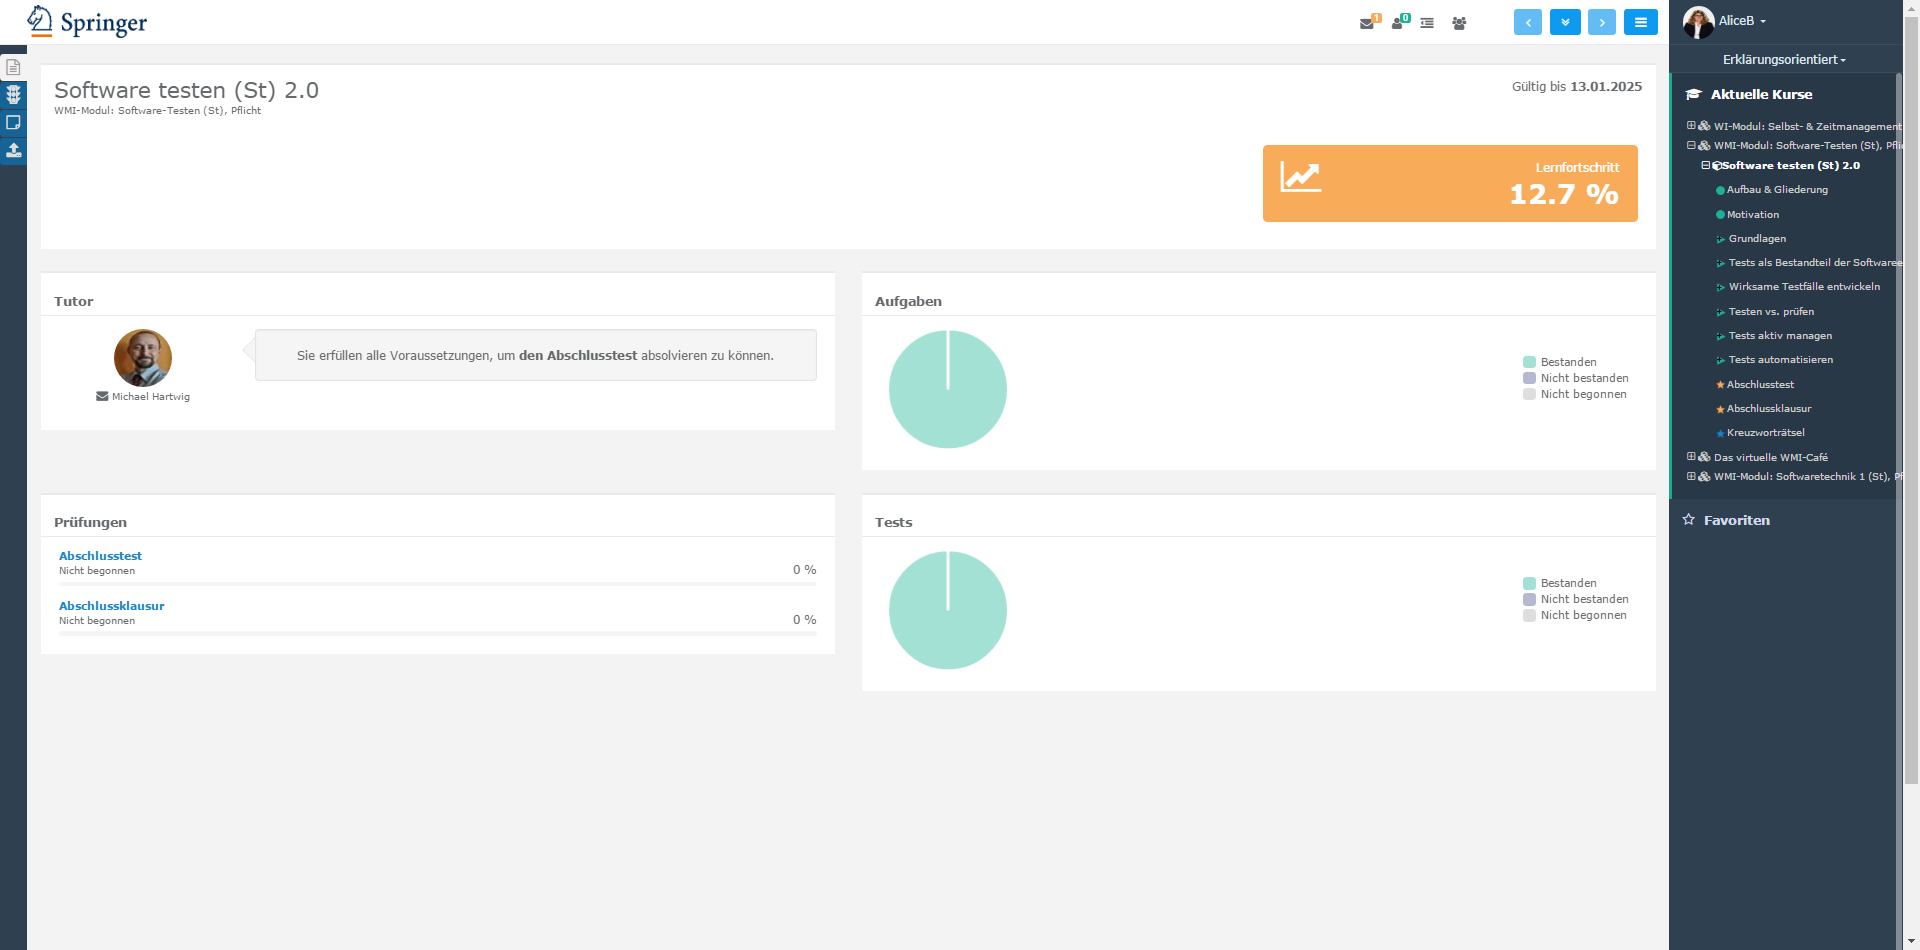 Springer
1
0
AliceB
Erklärungsorientiert
Software testen (St) 2.0
WMI-Modul: Software-Testen (St), Pflicht
Gültig bis 13.01.2025
Lernfortschritt
12.7 %
Tutor
Michael Hartwig
Sie erfüllen alle Voraussetzungen, um den Abschlusstest absolvieren zu können.
Aufgaben
Bestanden
Nicht bestanden
Nicht begonnen
Prüfungen
Abschlusstest
Nicht begonnen
0 %
Abschlussklausur
Nicht begonnen
0 %
Tests
Bestanden
Nicht bestanden
Nicht begonnen
Aktuelle Kurse
WI-Modul: Selbst- & Zeitmanagement
WMI-Modul: Software-Testen (St),
Software testen (St) 2.0
Aufbau & Gliederung
Motivation
Grundlagen
Tests als Bestandteil der
Wirksame Testfälle entwickeln
Testen vs. prüfen
Tests aktiv managen
Tests automatisieren
Abschlusstest
Abschlussklausur
Kreuzworträtsel
Das virtuelle WMI-Café
WMI-Modul: Softwaretechnik 1 (St),
Favoriten